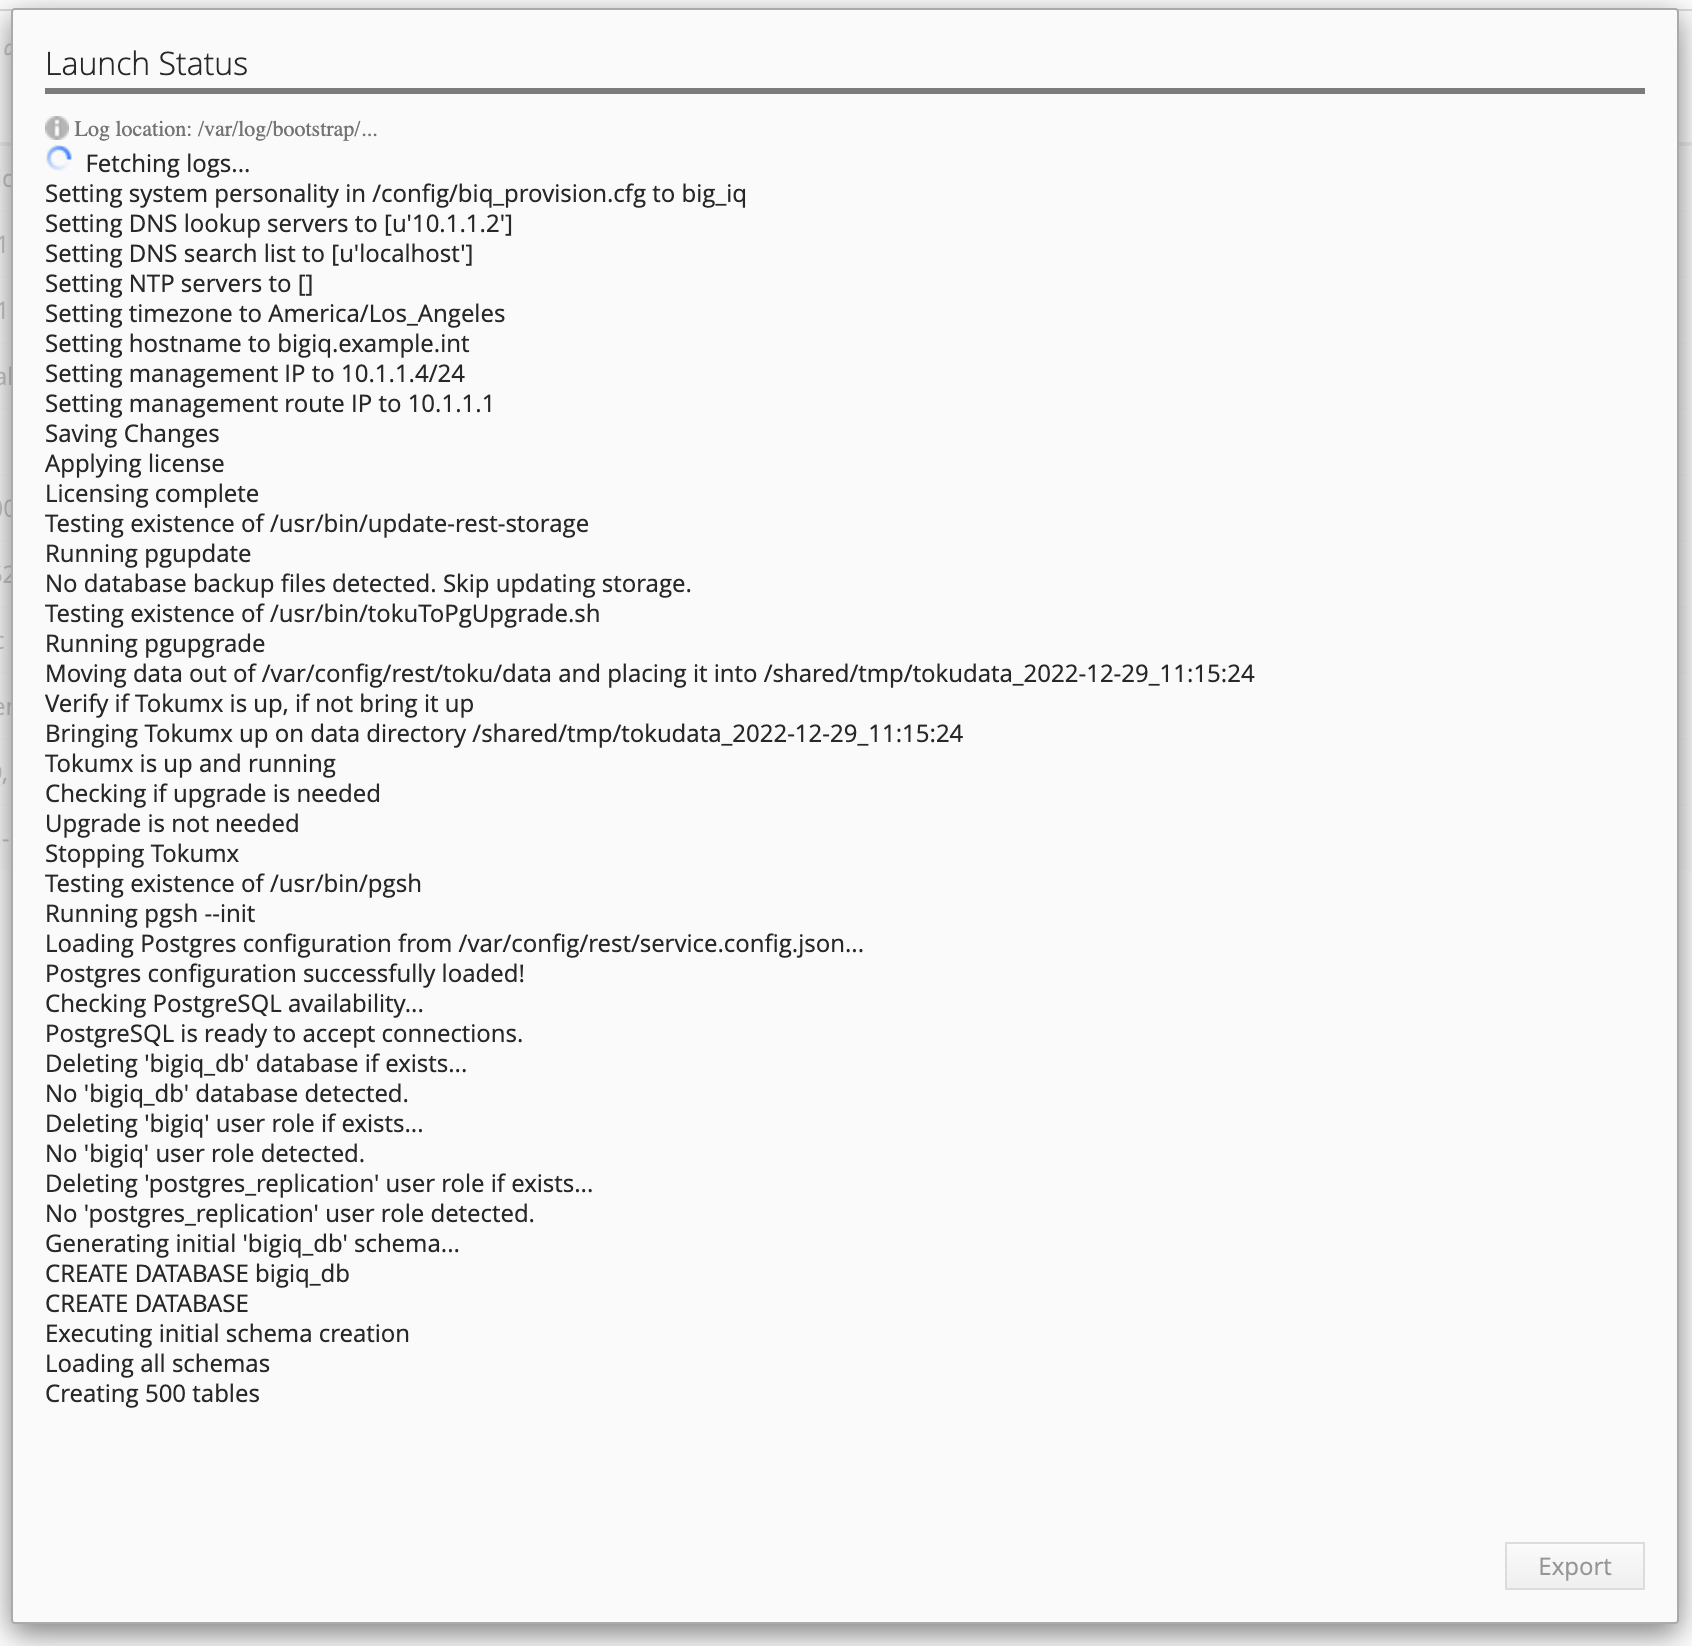 Launch Status
Log location: /var/log/bootstrap/...
Fetching logs...
Setting system personality in /config/biq_provision.cfg to big_iq
Setting DNS lookup servers to [u'10.1.1.2']
Setting DNS search list to [u'localhost']
Setting NTP servers to []
Setting timezone to America/Los_Angeles
Setting hostname to bigiq.example.int
Setting management IP to 10.1.1.4/24
Setting management route IP to 10.1.1.1
Saving Changes
Applying license
Licensing complete
Testing existence of /usr/bin/update-rest-storage
Running pgupdate
No database backup files detected. Skip updating storage.
Testing existence of /usr/bin/tokuToPgUpgrade.sh
Running pgupgrade
Moving data out of /var/config/rest/toku/data and placing it into /shared/tmp/tokudata_2022-12-29_11:15:24
Verify if Tokumx is up, if not bring it up
Bringing Tokumx up on data directory /shared/tmp/tokudata_2022-12-29_11:15:24
Tokumx is up and running
Checking if upgrade is needed
Upgrade is not needed
Stopping Tokumx
Testing existence of /usr/bin/pgsh
Running pgsh --init
Loading Postgres configuration from /var/config/rest/service.config.json...
Postgres configuration successfully loaded!
Checking PostgreSQL availability...
PostgreSQL is ready to accept connections.
Deleting 'bigiq_db' database if exists...
No 'bigiq_db' database detected.
Deleting 'bigiq' user role if exists...
No 'bigiq' user role detected.
Deleting 'postgres_replication' user role if exists...
No 'postgres_replication' user role detected.
Generating initial 'bigiq_db' schema...
CREATE DATABASE bigiq_db
CREATE DATABASE
Executing initial schema creation
Loading all schemas
Creating 500 tables
Export